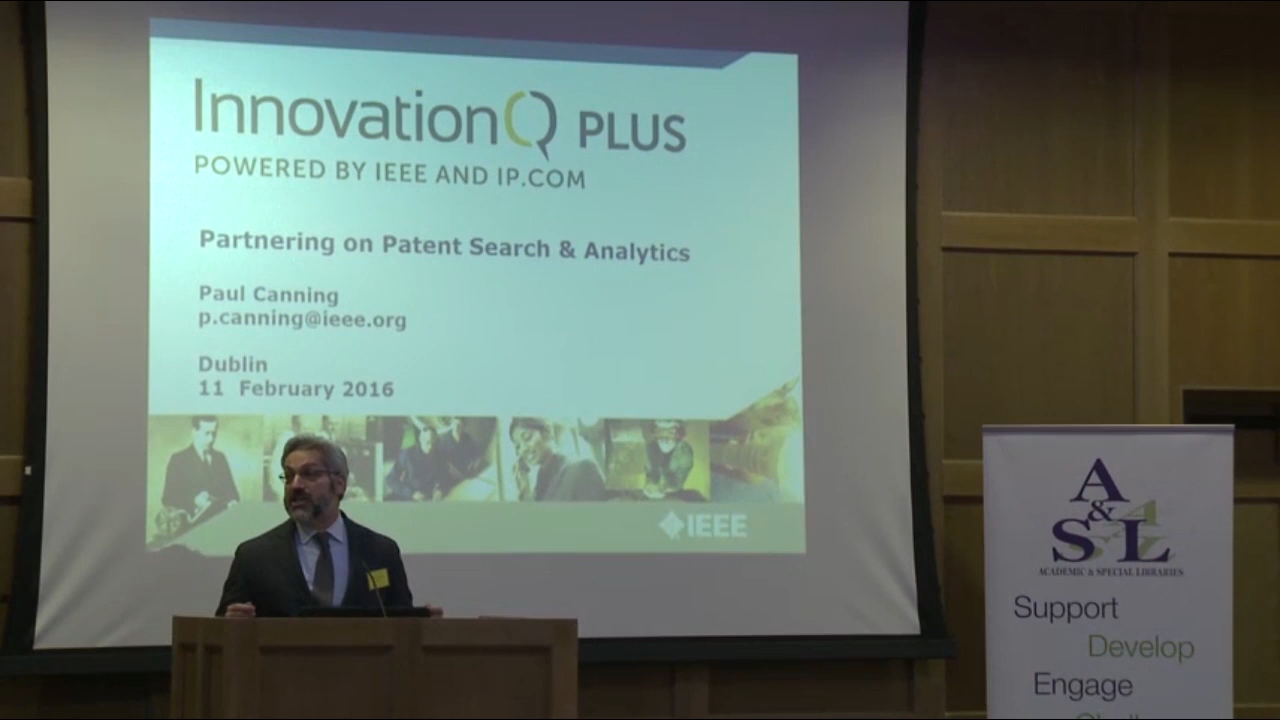 InnovationQ PLUS
POWERED BY IEEE AND IP.COM
Partnering on Patent Search & Analytics
Paul Canning
p.canning@ieee.org
Dublin
11 February 2016
IEEE
A
&
SL
ACADEMIC & SPECIAL LIBRARIES
Support
Develop
Engage